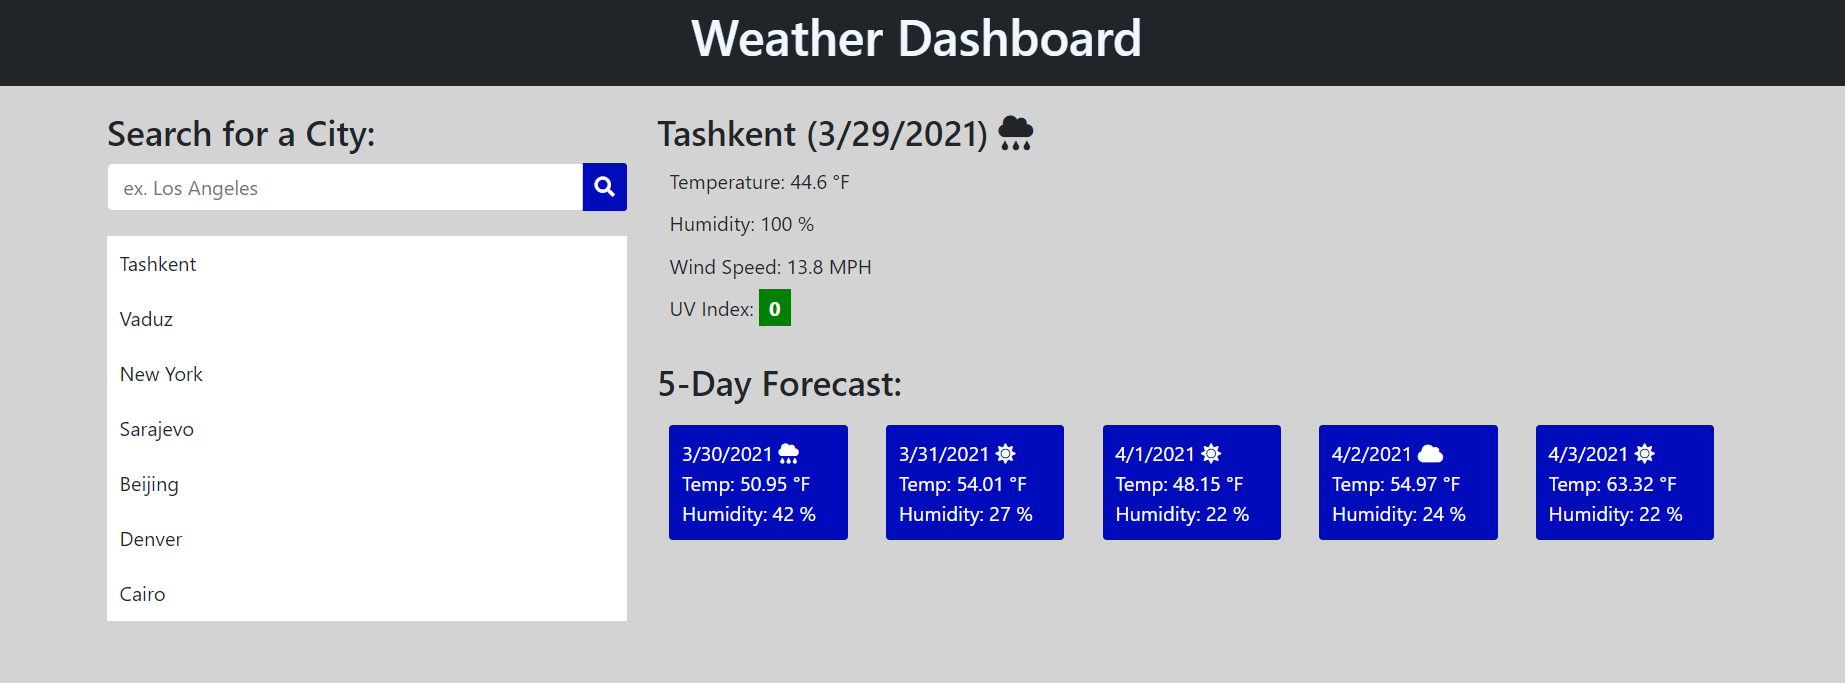 Weather Dashboard
Search for a City:
ex. Los Angeles
Tashkent
Vaduz
New York
Sarajevo
Beijing
Denver
Cairo
Tashkent (3/29/2021)
Temperature: 44.6 °F
Humidity: 100 %
Wind Speed: 13.8 MPH
UV Index: 0
5-Day Forecast:
3/30/2021
Temp: 50.95 °F
Humidity: 42 %
3/31/2021
Temp: 54.01 °F
Humidity: 27 %
4/1/2021
Temp: 48.15 °F
Humidity: 22 %
4/2/2021
Temp: 54.97 °F
Humidity: 24 %
4/3/2021
Temp: 63.32 °F
Humidity: 22 %